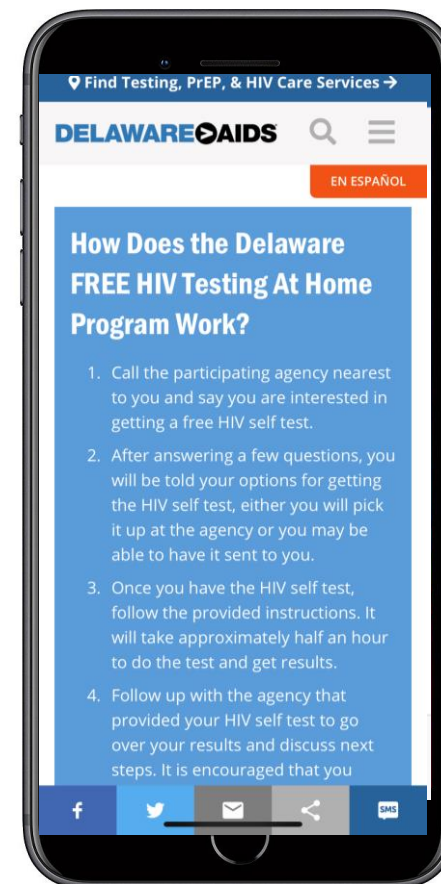 Find Testing, PrEP, & HIV Care Services →
DELAWARE AIDS
EN ESPAÑOL
How Does the Delaware
FREE HIV Testing At Home
Program Work?
1. Call the participating agency nearest
to you and say you are interested in
getting a free HIV self test.
2. After answering a few questions, you
will be told your options for getting
the HIV self test, either you will pick
it up at the agency or you may be
able to have it sent to you.
3. Once you have the HIV self test,
follow the provided instructions. It
will take approximately half an hour
to do the test and get results.
4. Follow up with the agency that
provided your HIV self test to go
over your results and discuss next
steps. It is encouraged that you
f
SMS